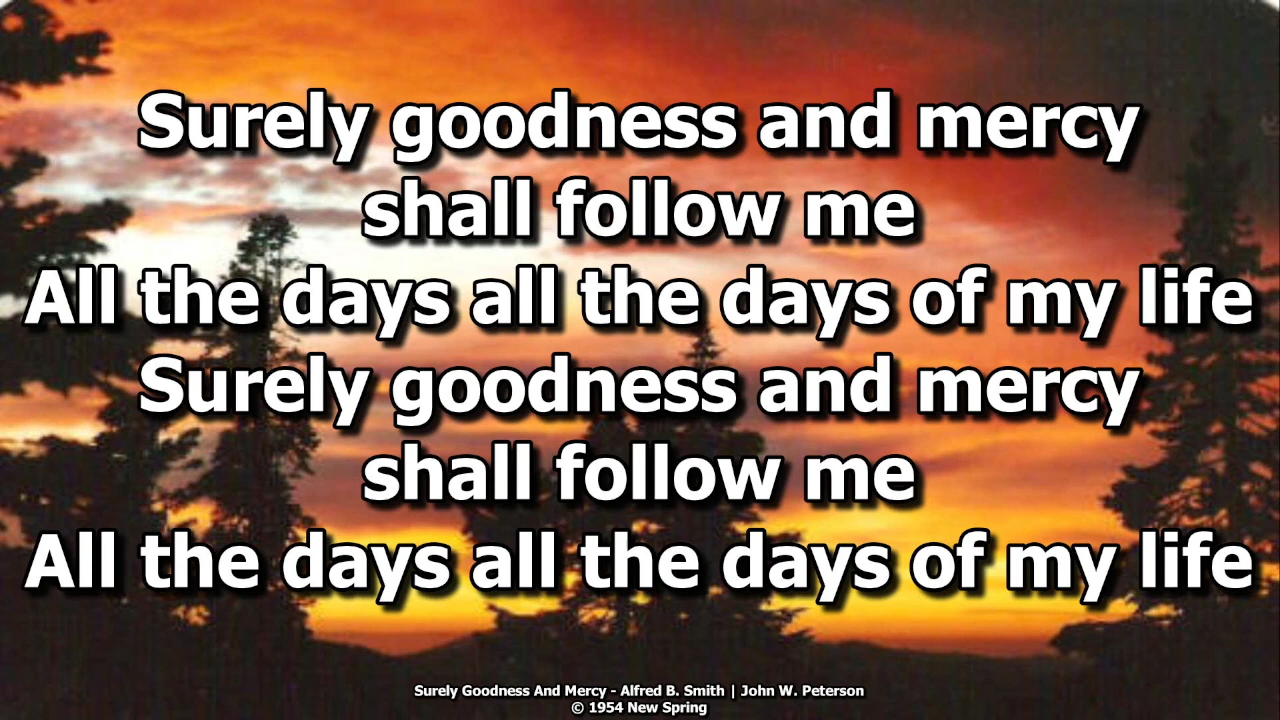 Surely goodness and mercy
shall follow me
All the days all the days of my life
Surely goodness and mercy
shall follow me
All the days all the days of my life
Surely Goodness And Mercy - Alfred B. Smith | John W. Peterson
© 1954 New Spring